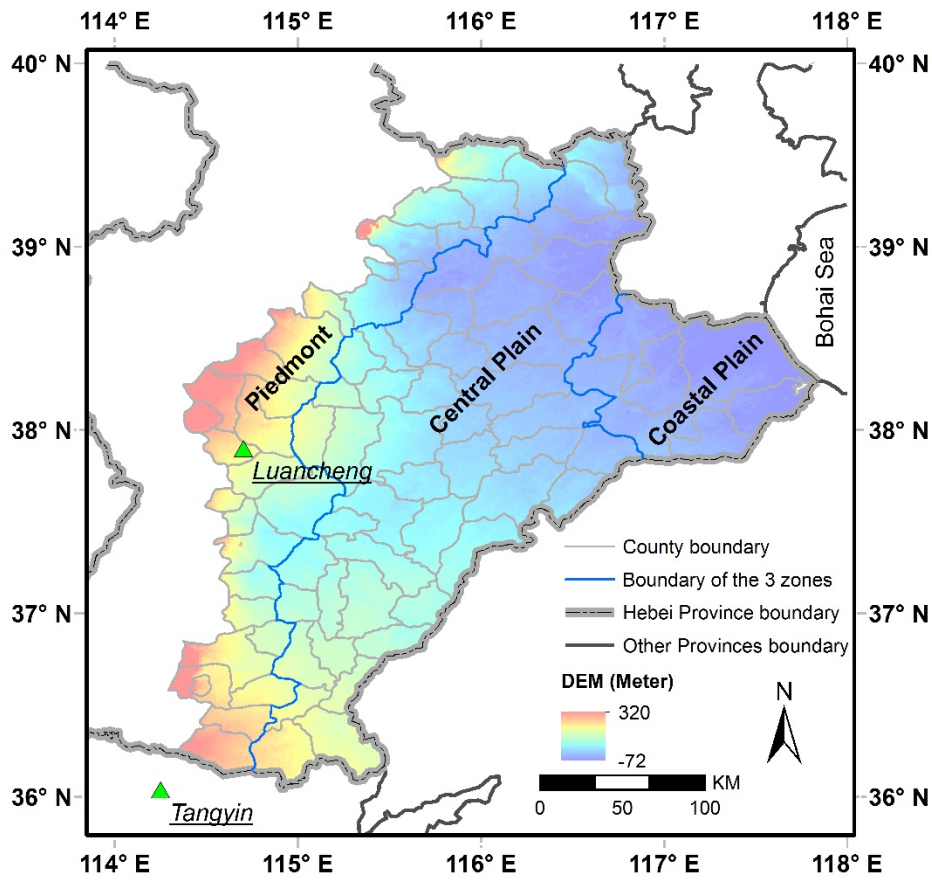 114° E 115° E 116° E 117° E 118° E
40° N 40° N
39° N 39° N
Bohai Sea
Piedmont
Central Plain
Coastal Plain
38° N 38° N
Luancheng
County boundary
Boundary of the 3 zones
37° N 37° N
Hebei Province boundary
Other Provinces boundary
DEM (Meter)
320
-72
N
KM
0 50 100
36° N 36° N
Tangyin
114° E 115° E 116° E 117° E 118° E